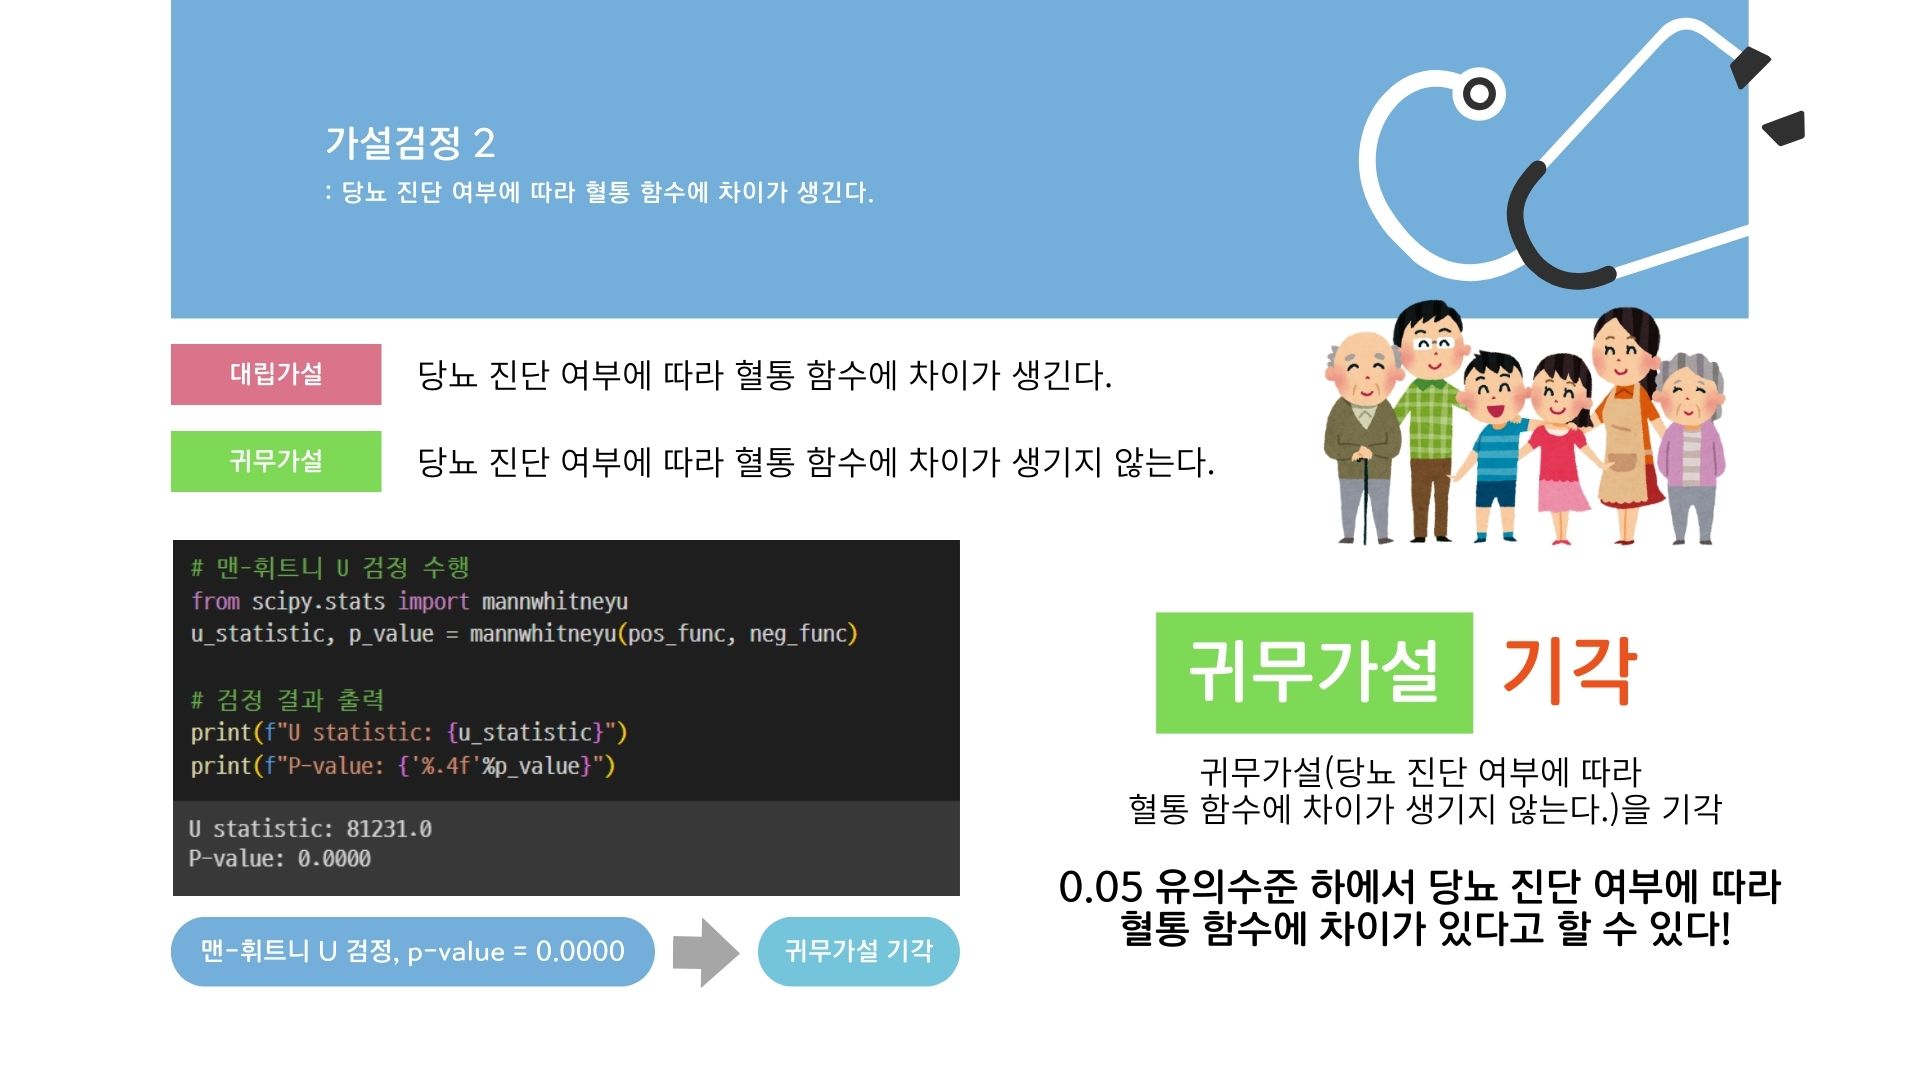 가설검정 2
: 당뇨 진단 여부에 따라 혈통 함수에 차이가 생긴다.
대립가설
당뇨 진단 여부에 따라 혈통 함수에 차이가 생긴다.
귀무가설
당뇨 진단 여부에 따라 혈통 함수에 차이가 생기지 않는다.
# 맨-휘트니 U 검정 수행
from scipy.stats import mannwhitneyu
u_statistic, p_value = mannwhitneyu(pos_func, neg_func)
# 검정 결과 출력
print(f"U statistic: {u_statistic}")
print(f"P-value: {'%.4f'%p_value}")
U statistic: 81231.0
P-value: 0.0000
맨-휘트니 U 검정, p-value = 0.0000
귀무가설 기각
귀무가설 기각
귀무가설(당뇨 진단 여부에 따라
혈통 함수에 차이가 생기지 않는다.)을 기각
0.05 유의수준 하에서 당뇨 진단 여부에 따라
혈통 함수에 차이가 있다고 할 수 있다!